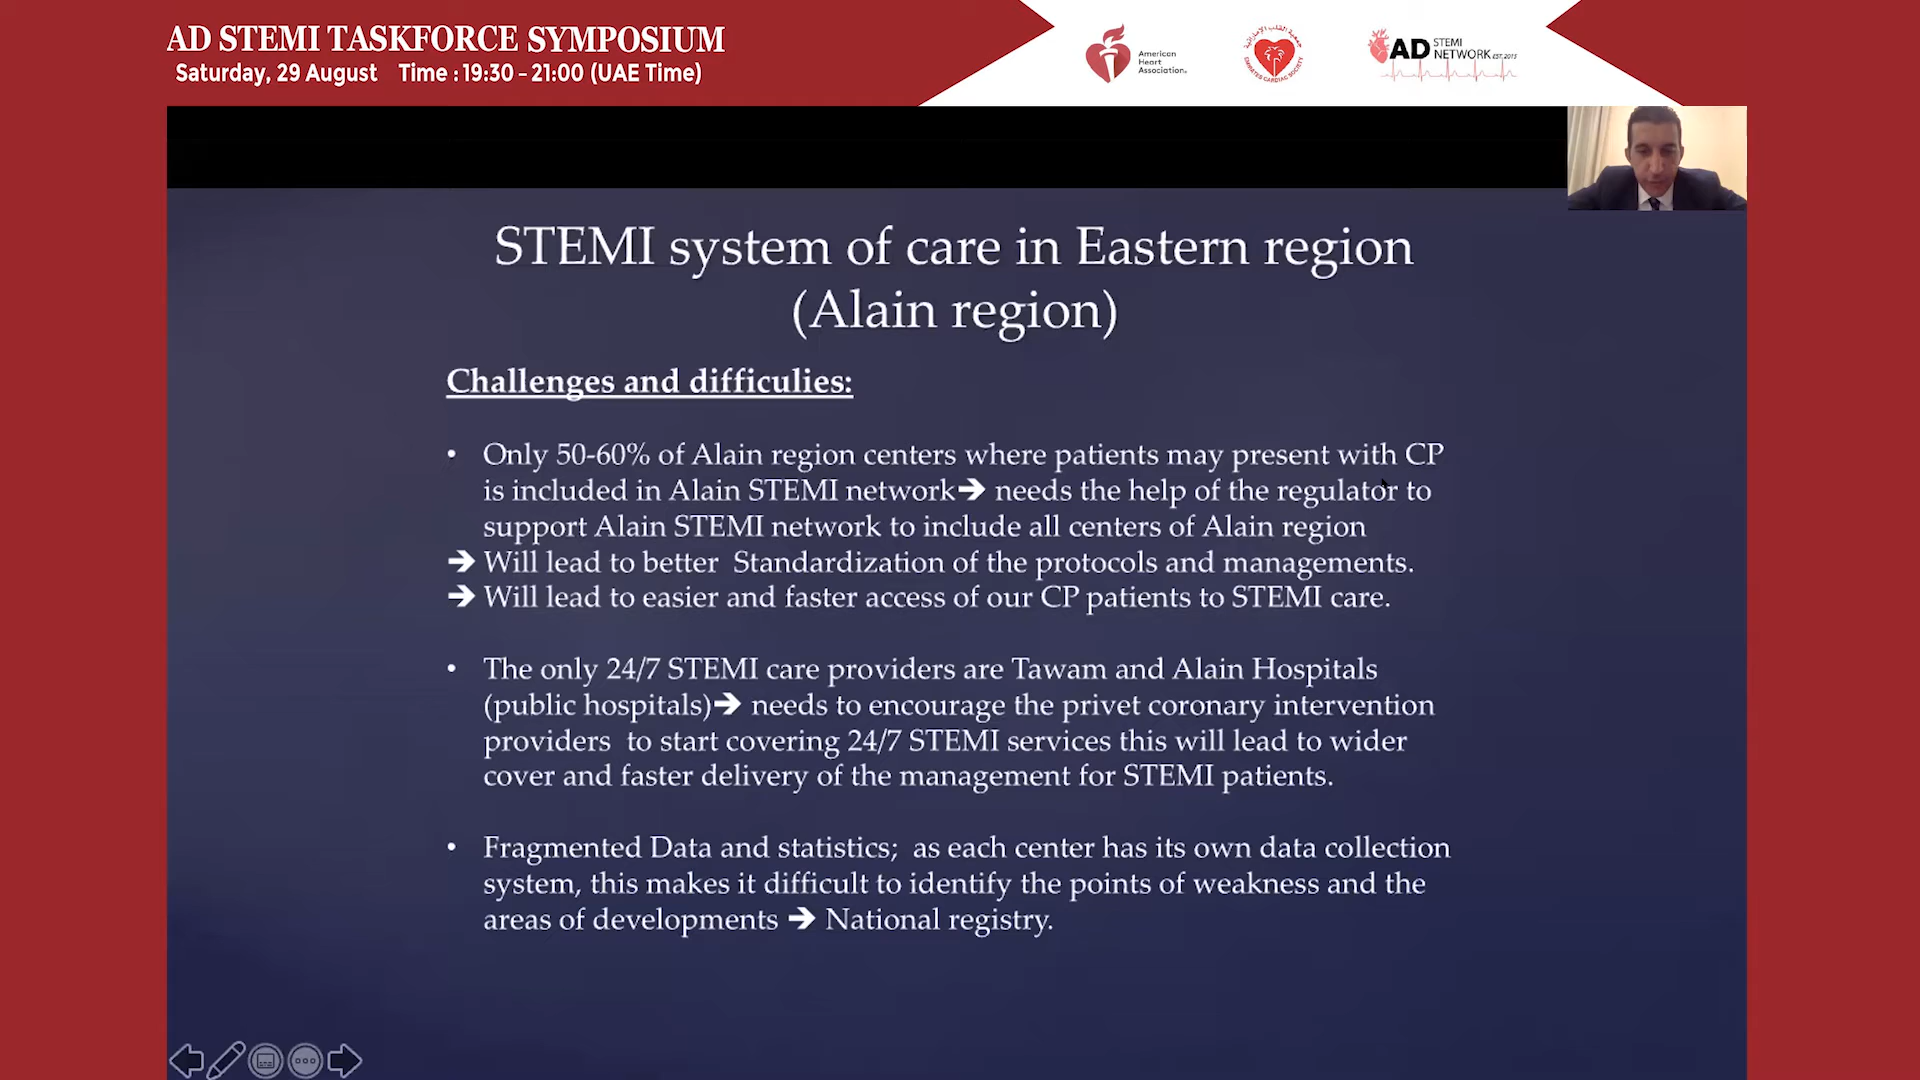 AD STEMI TASKFORCE SYMPOSIUM
Saturday, 29 August Time : 19:30 - 21:00 (UAE Time)
American
Heart
Association.
EMIRATES CARDIAC SOCIETY
AD STEMI
NETWORK EST. 2015
STEMI system of care in Eastern region
(Alain region)
Challenges and difficulies:
• Only 50-60% of Alain region centers where patients may present with CP
is included in Alain STEMI network➔ needs the help of the regulator to
support Alain STEMI network to include all centers of Alain region
➔ Will lead to better Standardization of the protocols and managements.
➔ Will lead to easier and faster access of our CP patients to STEMI care.
• The only 24/7 STEMI care providers are Tawam and Alain Hospitals
(public hospitals)➔ needs to encourage the privet coronary intervention
providers to start covering 24/7 STEMI services this will lead to wider
cover and faster delivery of the management for STEMI patients.
• Fragmented Data and statistics; as each center has its own data collection
system, this makes it difficult to identify the points of weakness and the
areas of developments ➔ National registry.